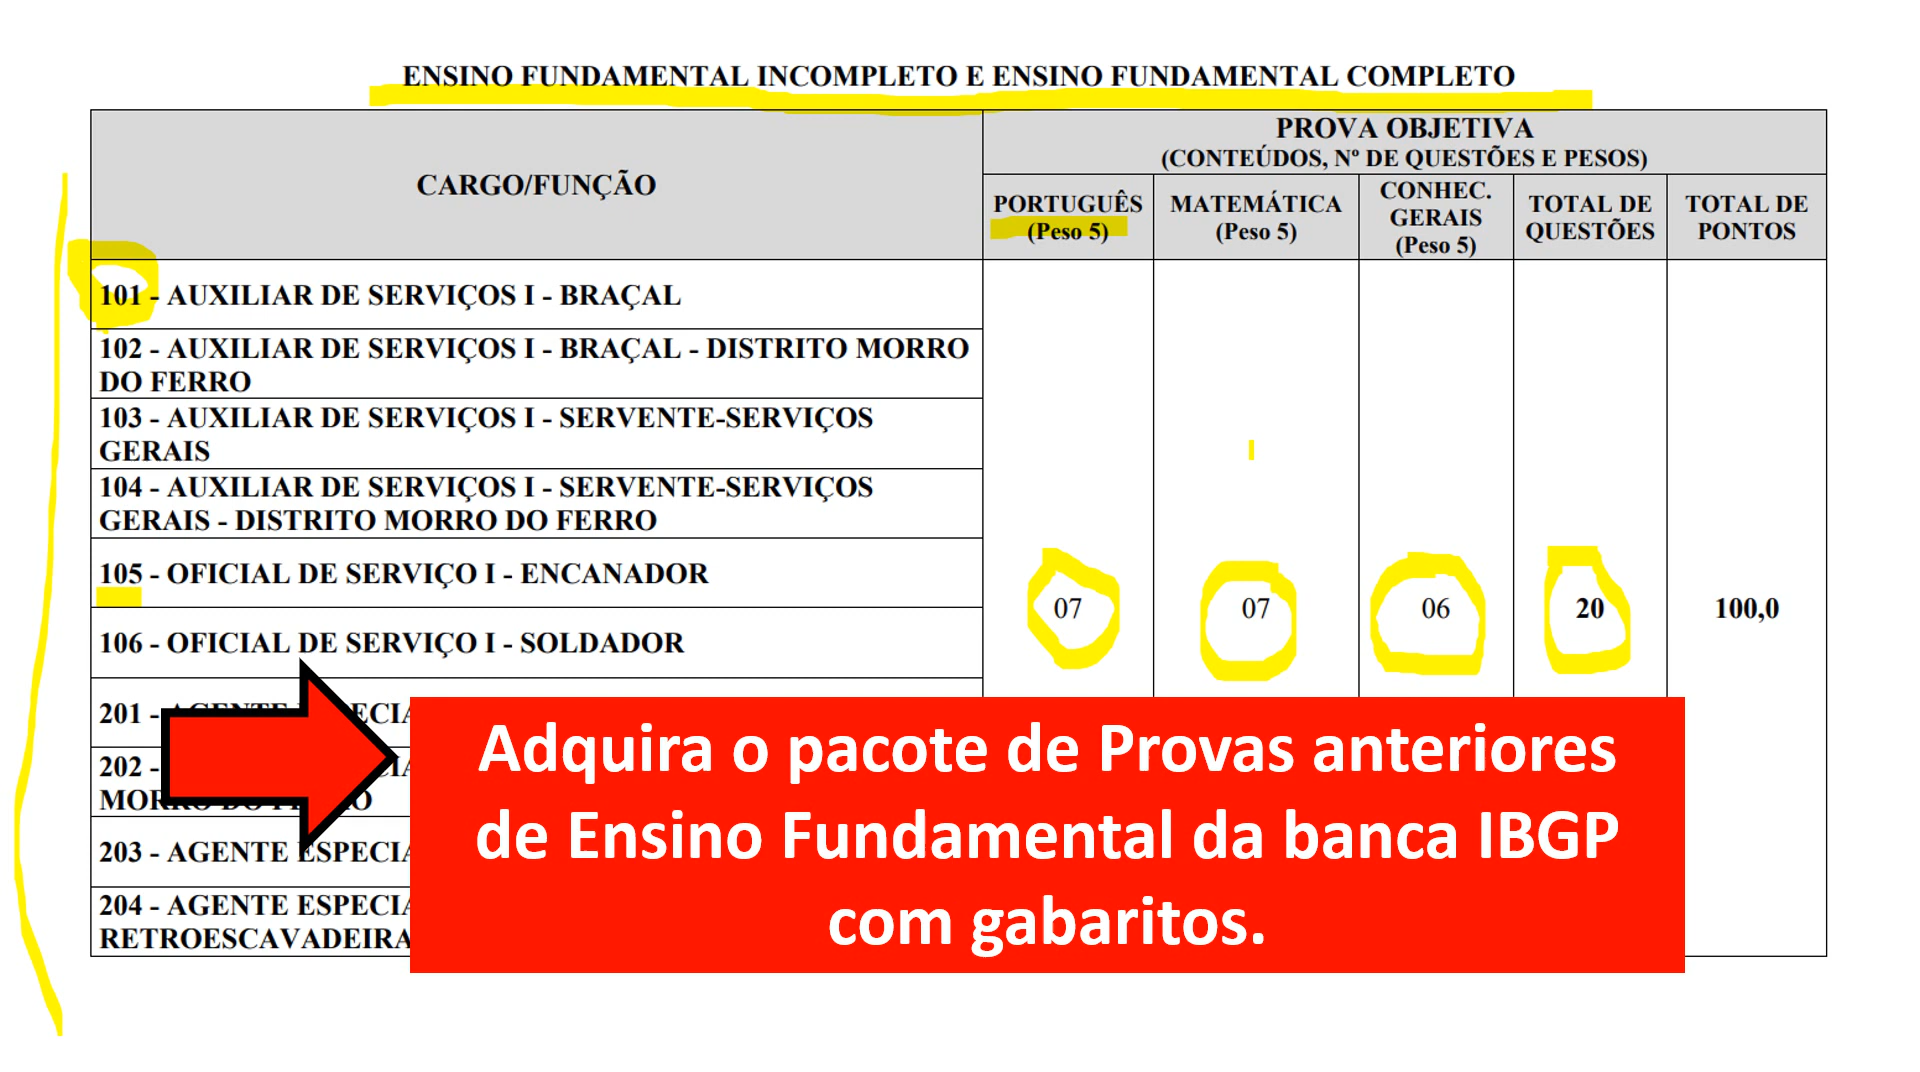 ENSINO FUNDAMENTAL INCOMPLETO E ENSINO FUNDAMENTAL COMPLETO
CARGO/FUNÇÃO
PROVA OBJETIVA
(CONTEÚDOS, Nº DE QUESTÕES E PESOS)
PORTUGUÊS
(Peso 5)
MATEMÁTICA
(Peso 5)
CONHEC.
GERAIS
(Peso 5)
TOTAL DE
QUESTÕES
TOTAL DE
PONTOS
101 - AUXILIAR DE SERVIÇOS I - BRAÇAL
102 - AUXILIAR DE SERVIÇOS I - BRAÇAL - DISTRITO MORRO
DO FERRO
103 - AUXILIAR DE SERVIÇOS I - SERVENTE-SERVIÇOS
GERAIS
104 - AUXILIAR DE SERVIÇOS I - SERVENTE-SERVIÇOS
GERAIS - DISTRITO MORRO DO FERRO
105 - OFICIAL DE SERVIÇO I - ENCANADOR
106 - OFICIAL DE SERVIÇO I - SOLDADOR
07
07
06
20
100,0
201 -
202 -
203 - AGENTE
204 - AGENTE
RETROESCAVADEIRA
Adquira o pacote de Provas anteriores
de Ensino Fundamental da banca IBGP
com gabaritos.